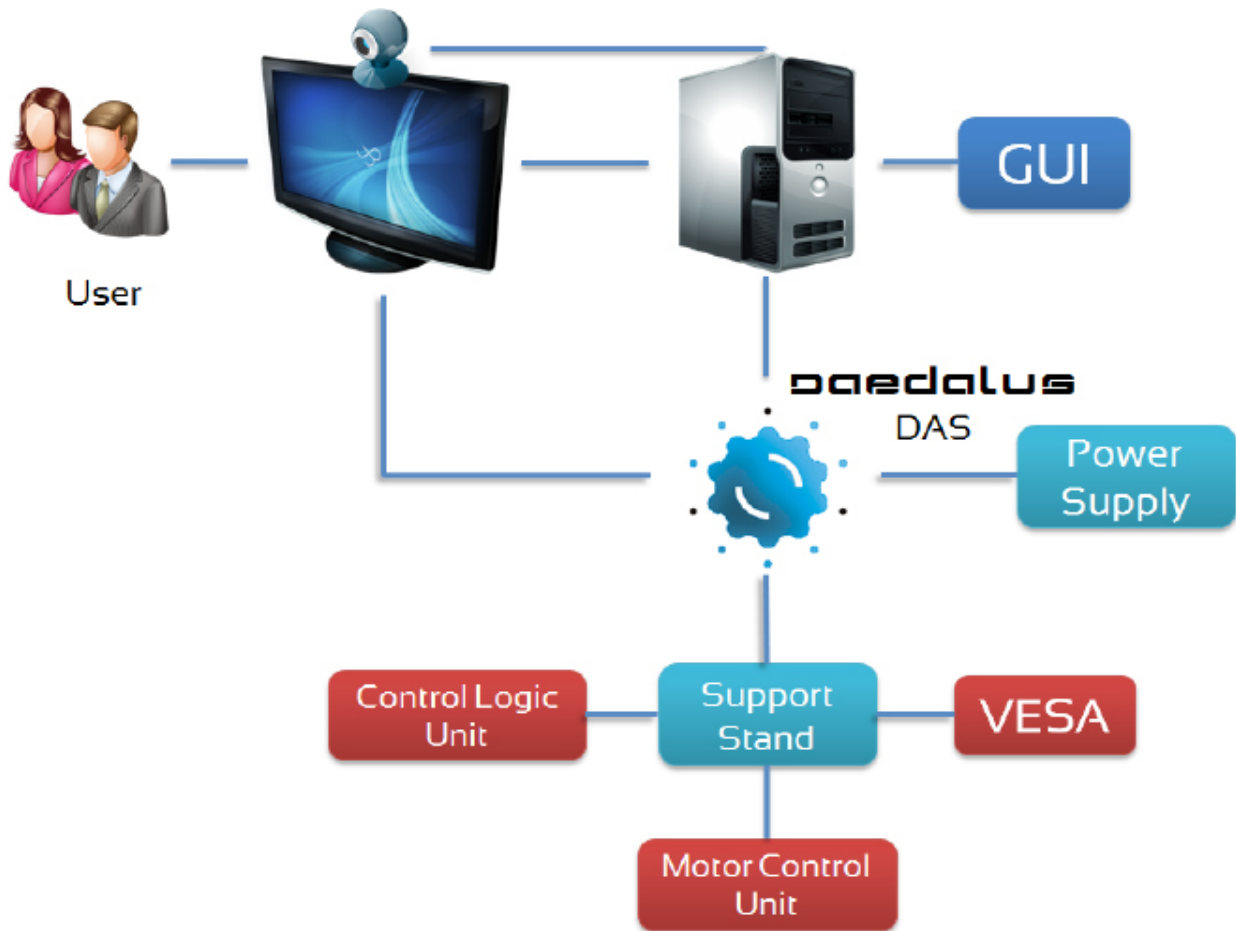 GUI
User
Daedalus
DAS
Power
Supply
Control Logic
Unit
Support
Stand
VESA
Motor Control
Unit